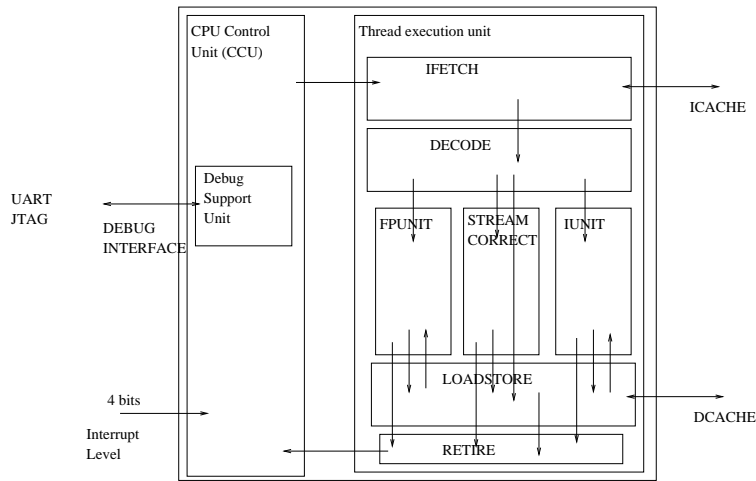 CPU Control
Unit (CCU)
Thread execution unit
IFETCH
ICACHE
DECODE
Debug
Support
Unit
UART
JTAG
DEBUG
INTERFACE
FPUNIT
STREAM
CORRECT
IUNIT
LOADSTORE
4 bits
Interrupt
Level
DCACHE
RETIRE